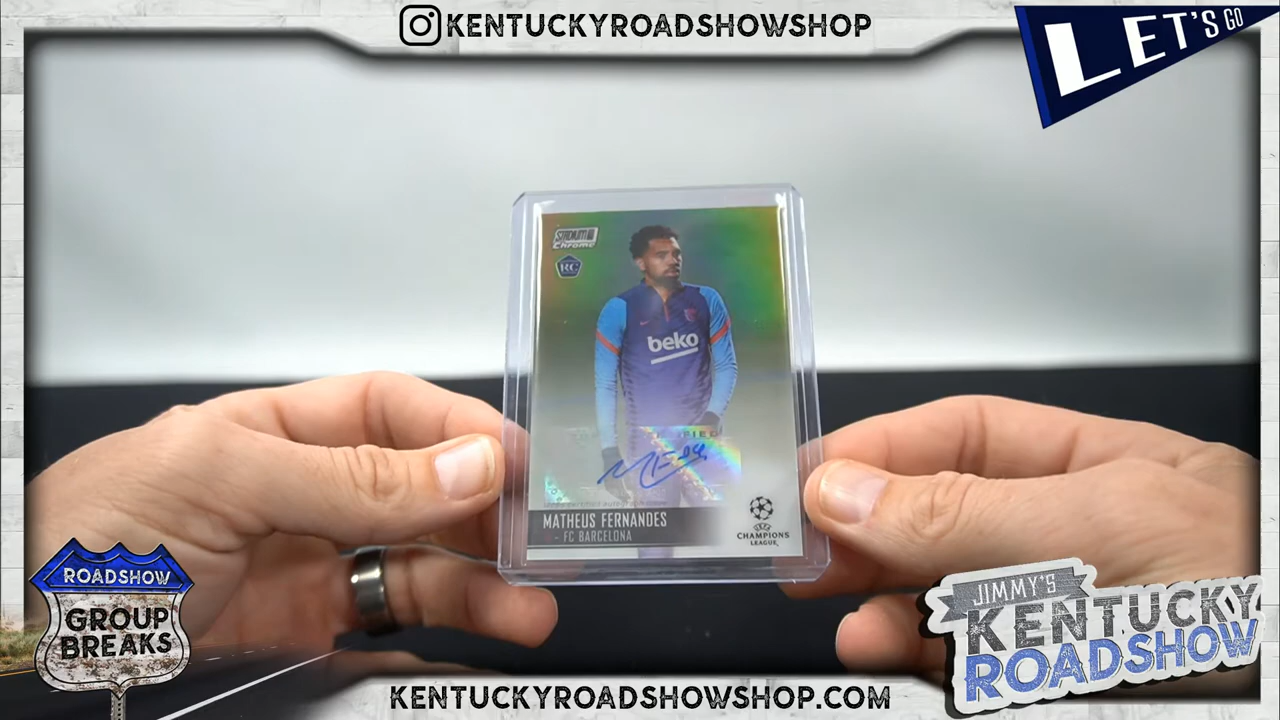 KENTUCKYROADSHOWSHOP
LET'S GO
STADIUM
Chrome
RC
beko
MATHEUS FERNANDES
- FC BARCELONA
UEFA
CHAMPIONS
LEAGUE
ROADSHOW
GROUP
BREAKS
JIMMY'S
KENTUCKY
ROADSHOW
KENTUCKYROADSHOWSHOP.COM